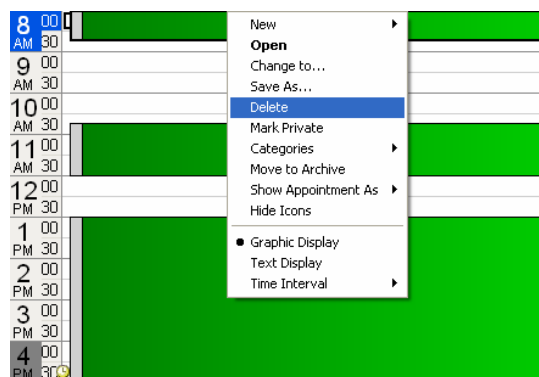 8 00
AM 30
9 00
AM 30
10 00
AM 30
11 00
AM 30
12 00
PM 30
1 00
PM 30
2 00
PM 30
3 00
PM 30
4 00
PM 30
New
Open
Change to...
Save As...
Delete
Mark Private
Categories
Move to Archive
Show Appointment As
Hide Icons
Graphic Display
Text Display
Time Interval